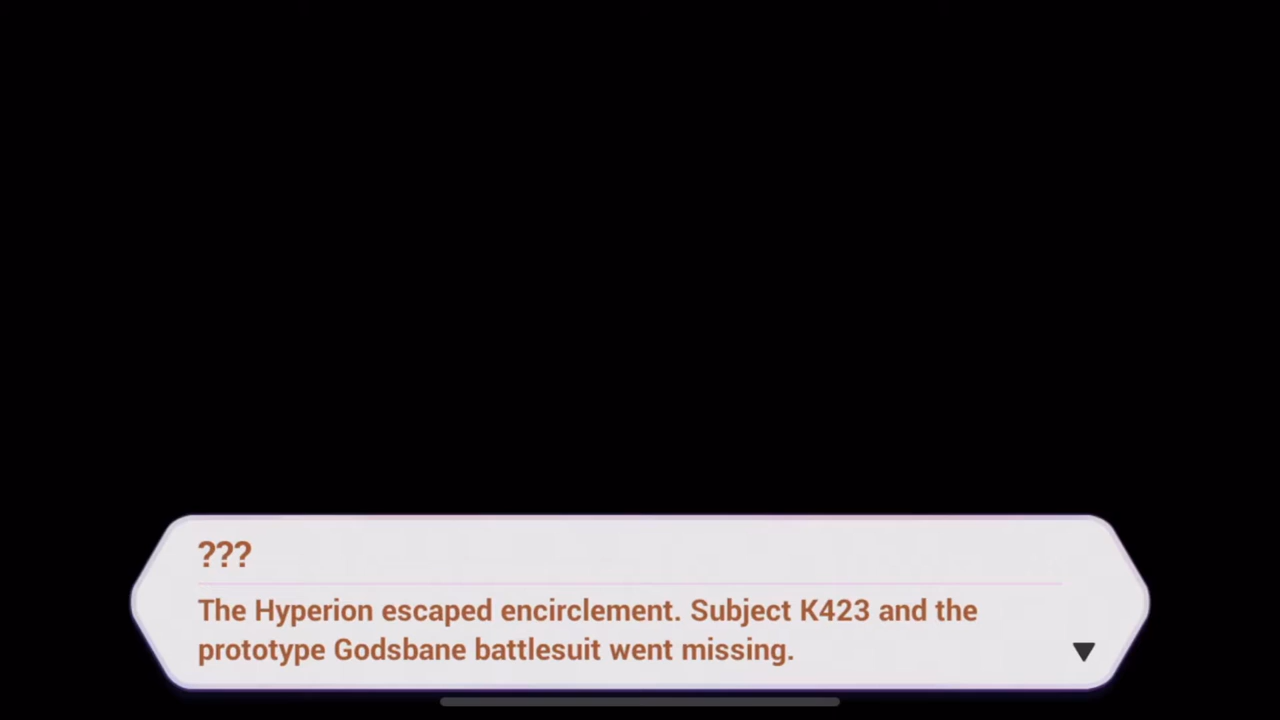 ???
The Hyperion escaped encirclement. Subject K423 and the
prototype Godsbane battlesuit went missing.